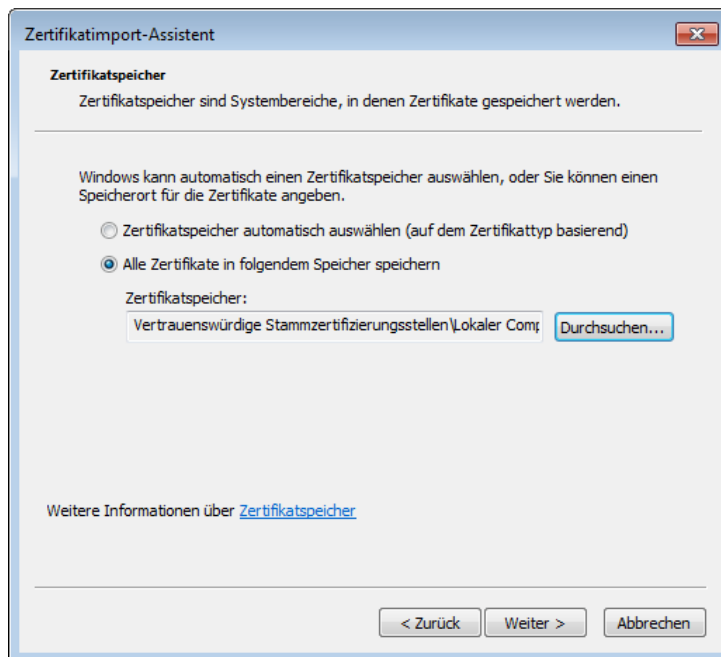 Zertifikatimport-Assistent
Zertifikatspeicher
Zertifikatspeicher sind Systembereiche, in denen Zertifikate gespeichert werden.
Windows kann automatisch einen Zertifikatspeicher auswählen, oder Sie können einen
Speicherort für die Zertifikate angeben.
Zertifikatspeicher automatisch auswählen (auf dem Zertifikattyp basierend)
Alle Zertifikate in folgendem Speicher speichern
Zertifikatspeicher:
Vertrauenswürdige Stammzertifizierungsstellen\Lokaler Comp Durchsuchen...
Weitere Informationen über Zertifikatspeicher
< Zurück Weiter > Abbrechen